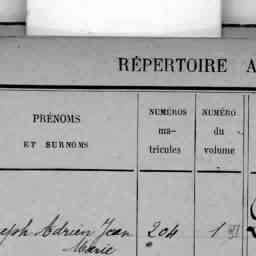 RÉPERTOIRE A
PRÉNOMS
ET SURNOMS
NUMÉROS
ma-
tricules
NUMÉRO
du
volume
eph Adrien Jean 204 1
Marie